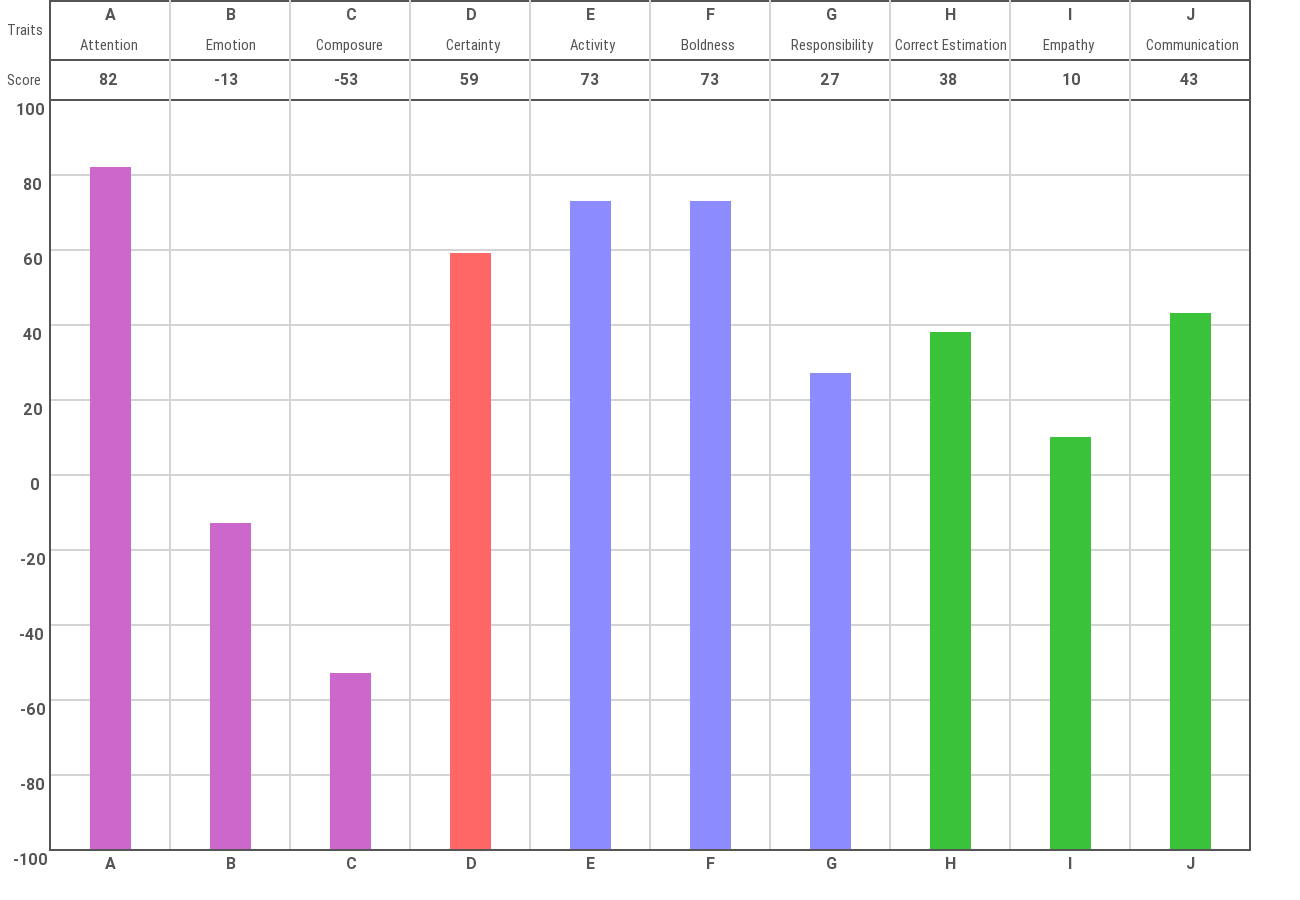 A B C D E F G H I J
Traits
Attention Emotion Composure Certainty Activity Boldness Responsibility Correct Estimation Empathy Communication
Score 82 -13 -53 59 73 73 27 38 10 43
100
80
60
40
20
0
-20
-40
-60
-80
-100
A B C D E F G H I J